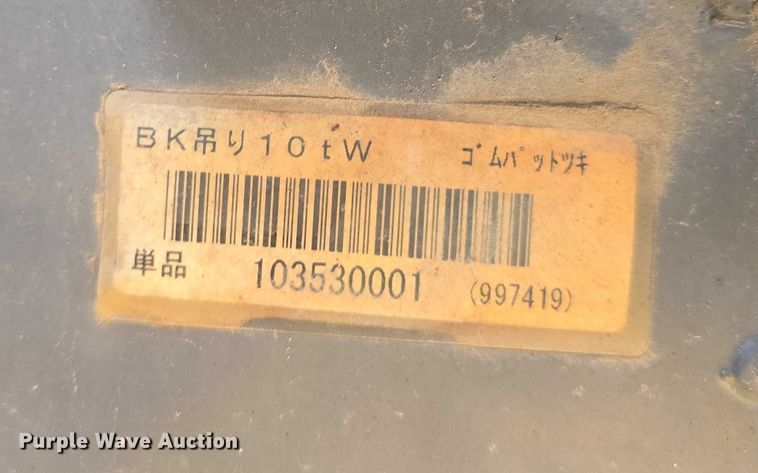 ＢＫ吊り１０ｔＷ ｺﾞﾑﾊﾟｯﾄﾂｷ
単品 103530001 (997419)
Purple Wave Auction